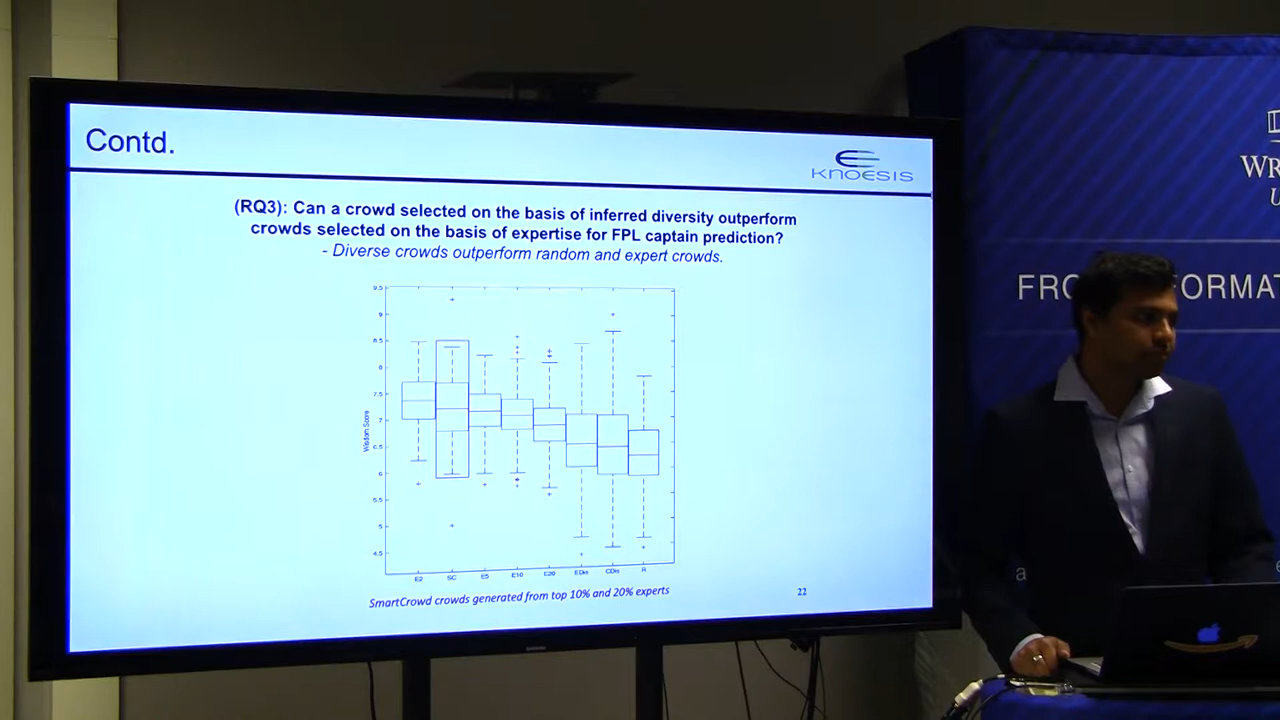 Contd.
KNOESIS
(RQ3): Can a crowd selected on the basis of inferred diversity outperform
crowds selected on the basis of expertise for FPL captain prediction?
- Diverse crowds outperform random and expert crowds.
9.5
9
8.5
8
7.5
7
6.5
6
5.5
5
4.5
Wisdom Score
E2 SC E5 E10 E20 EDis CDis R
SmartCrowd crowds generated from top 10% and 20% experts
22
WR
U
FRO
ORMAT
a
e